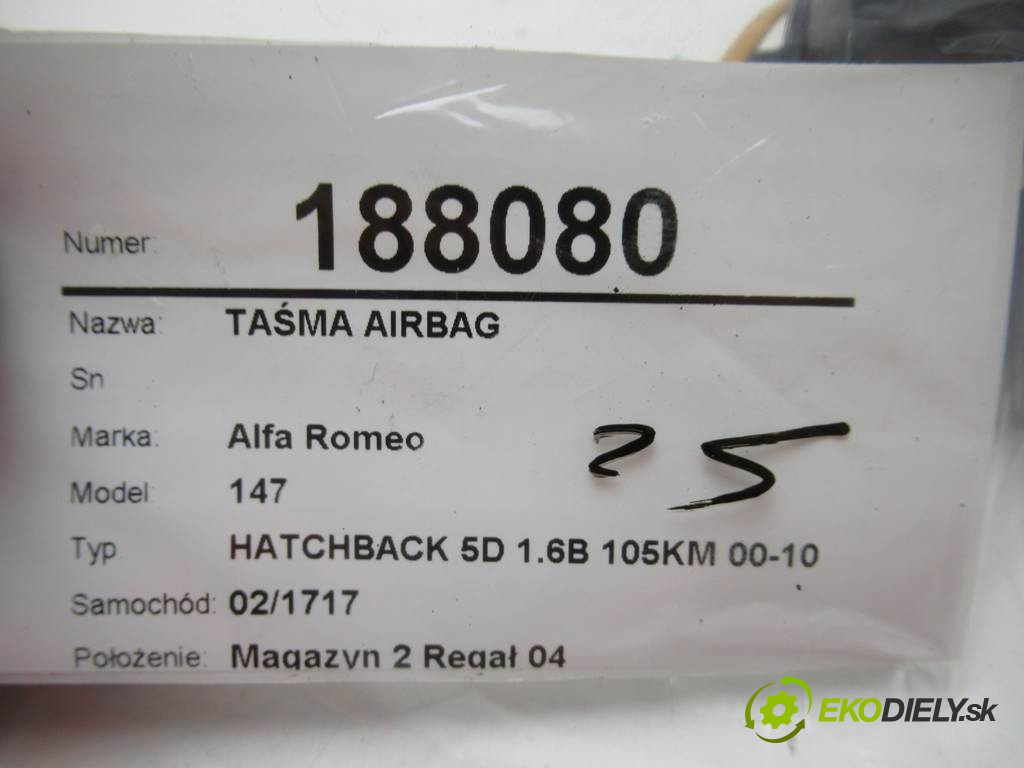 Numer: 188080
Nazwa: TAŚMA AIRBAG
Sn
Marka: Alfa Romeo
Model 147
Typ HATCHBACK 5D 1.6B 105KM 00-10
Samochód: 02/1717
Położenie: Magazyn 2 Regał 04
25
EKODIELY.sk